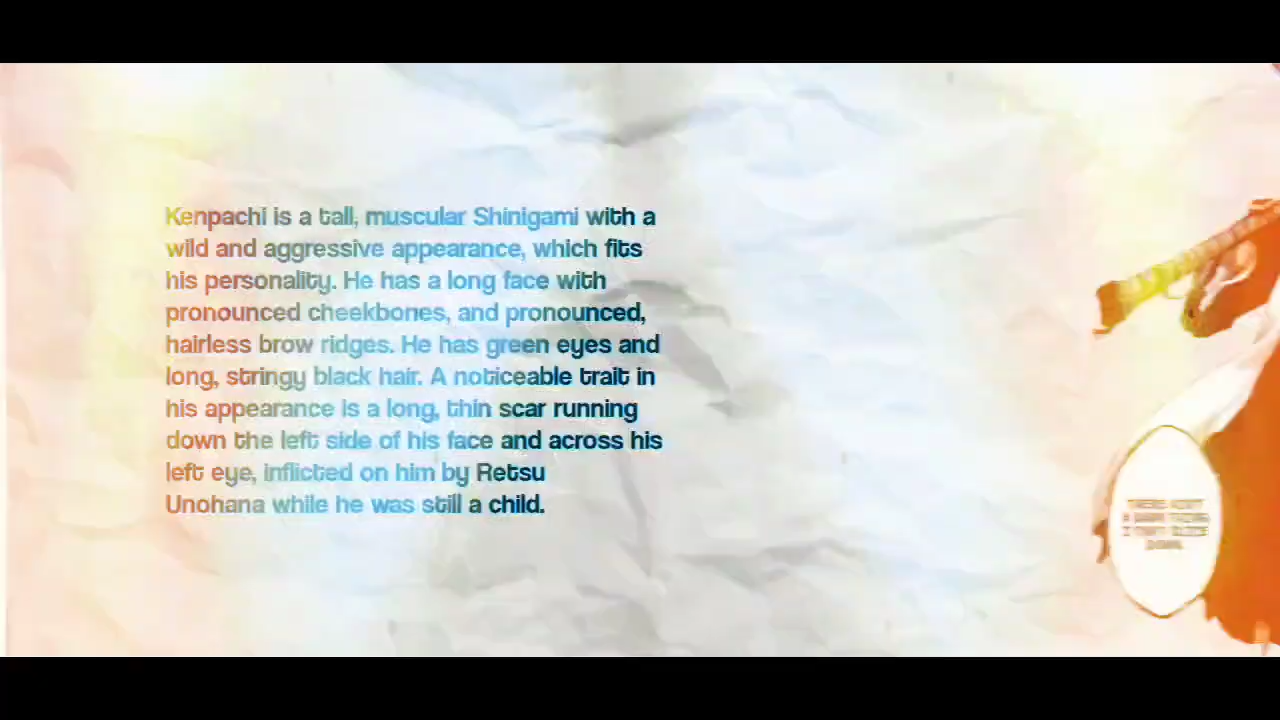 Kenpachi is a tall, muscular Shinigami with a
wild and aggressive appearance, which fits
his personality. He has a long face with
pronounced cheekbones, and pronounced,
hairless brow ridges. He has green eyes and
long, stringy black hair. A noticeable trait in
his appearance is a long, thin scar running
down the left side of his face and across his
left eye, inflicted on him by Retsu
Unohana while he was still a child.